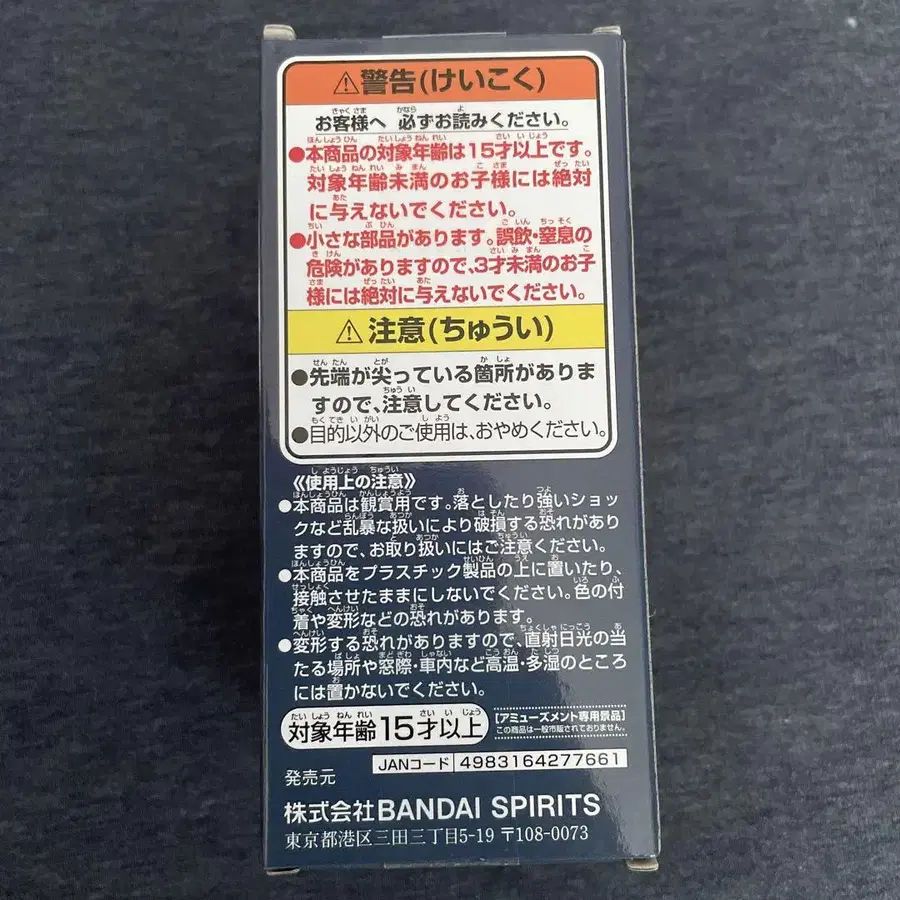 ⚠警告(けいこく)
お客様へ 必ずお読みください。
●本商品の対象年齢は15才以上です。
対象年齢未満のお子様には絶対
に与えないでください。
●小さな部品があります。誤飲・窒息の
危険がありますので、3才未満のお子
様には絶対に与えないでください。
⚠注意(ちゅうい)
●先端が尖っている箇所がありま
すので、注意してください。
●目的以外のご使用は、おやめください。
《使用上の注意》
●本商品は観賞用です。落としたり強いショッ
クなど乱暴な扱いにより破損する恐れがあり
ますので、お取り扱いにはご注意ください。
●本商品をプラスチック製品の上に置いたり、
接触させたままにしないでください。色の付
着や変形などの恐れがあります。
●変形する恐れがありますので、直射日光の当
たる場所や窓際・車内など高温・多湿のところ
には置かないでください。
対象年齢15才以上
[アミューズメント専用景品]
この商品は一般市販されておりません。
JANコード 4983164277661
発売元
株式会社BANDAI SPIRITS
東京都港区三田三丁目5-19 〒108-0073